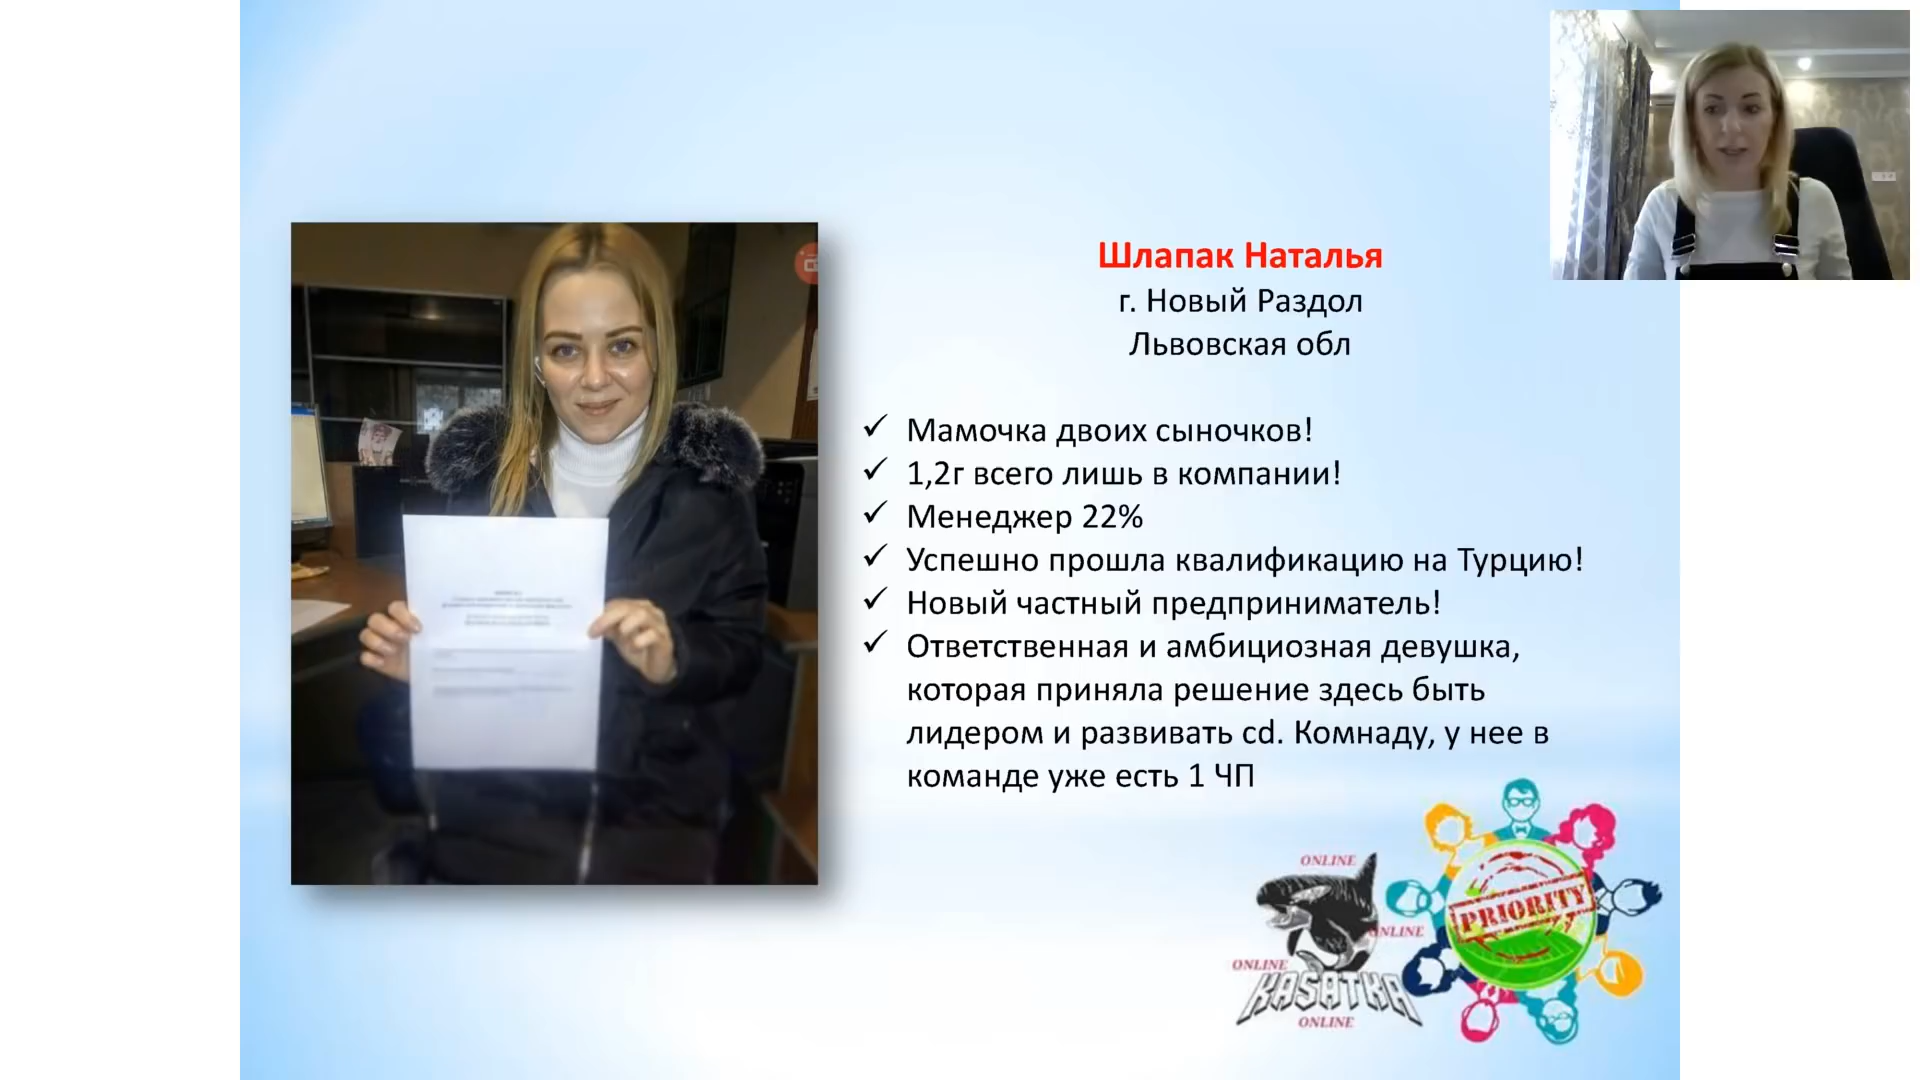 Шлапак Наталья
г. Новый Раздол
Львовская обл
Мамочка двоих сыночков!
1,2г всего лишь в компании!
Менеджер 22%
Успешно прошла квалификацию на Турцию!
Новый частный предприниматель!
Ответственная и амбициозная девушка,
которая приняла решение здесь быть
лидером и развивать cd. Комнаду, у нее в
команде уже есть 1 ЧП
ONLINE
ONLINE
ONLINE
KASATKA
ONLINE
PRIORITY